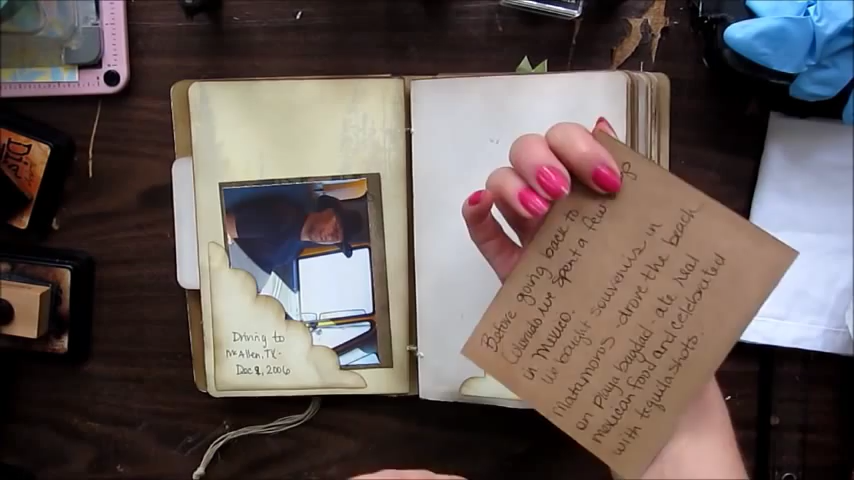 Dis
Driving to
McAllen, TX.
Dec 8, 2006
Before going back to
Colorado we spent a few
in Mexico.
We bought souvenirs in
Matamoros - drove the beach
on Playa Bagdad - ate real
mexican food and celebrated
with tequila shots.